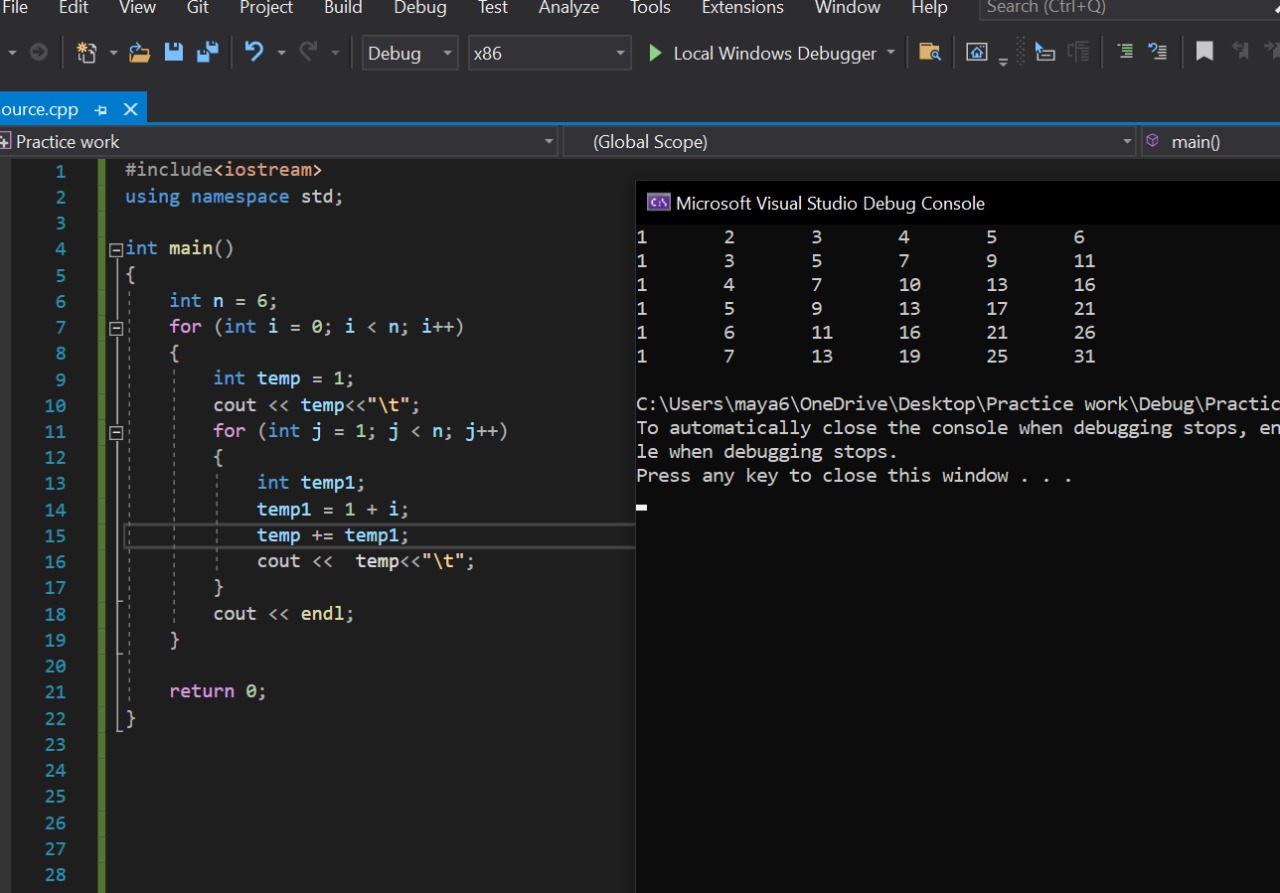 File Edit View Git Project Build Debug Test Analyze Tools Extensions Window Help Search (Ctrl+Q)
Debug x86 Local Windows Debugger
ource.cpp
Practice work (Global Scope) main()
1 #include<iostream>
2 using namespace std;
3
4 int main()
5 {
6 int n = 6;
7 for (int i = 0; i < n; i++)
8 {
9 int temp = 1;
10 cout << temp<<"\t";
11 for (int j = 1; j < n; j++)
12 {
13 int temp1;
14 temp1 = 1 + i;
15 temp += temp1;
16 cout <<  temp<<"\t";
17 }
18 cout << endl;
19 }
20
21 return 0;
22 }
23
24
25
26
27
28
Microsoft Visual Studio Debug Console
1 2 3 4 5 6
1 3 5 7 9 11
1 4 7 10 13 16
1 5 9 13 17 21
1 6 11 16 21 26
1 7 13 19 25 31
C:\Users\maya6\OneDrive\Desktop\Practice work\Debug\Practic
To automatically close the console when debugging stops, en
le when debugging stops.
Press any key to close this window . . .